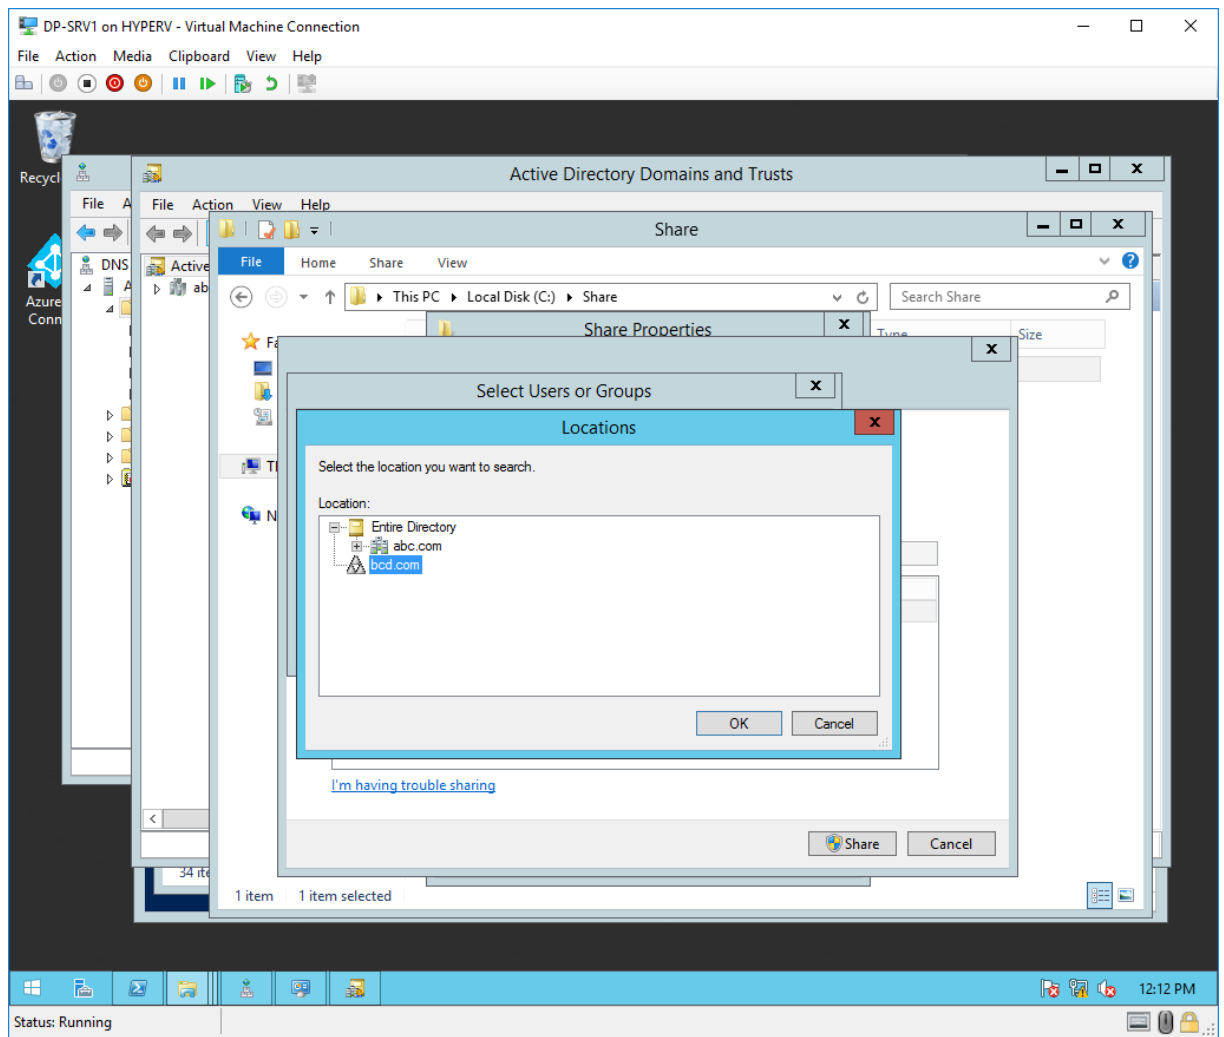 DP-SRV1 on HYPERV - Virtual Machine Connection
File Action Media Clipboard View Help
Recycl
Active Directory Domains and Trusts
File A
File Action View Help
Share
DNS
Active
File Home Share View
A
ab
This PC Local Disk (C:) Share
Search Share
Azure
Conn
Share Properties
Type
Size
Fa
Select Users or Groups
Locations
Select the location you want to search.
Th
Location:
N
Entire Directory
abc.com
bcd.com
OK Cancel
I'm having trouble sharing
Share Cancel
34 ite
1 item 1 item selected
12:12 PM
Status: Running